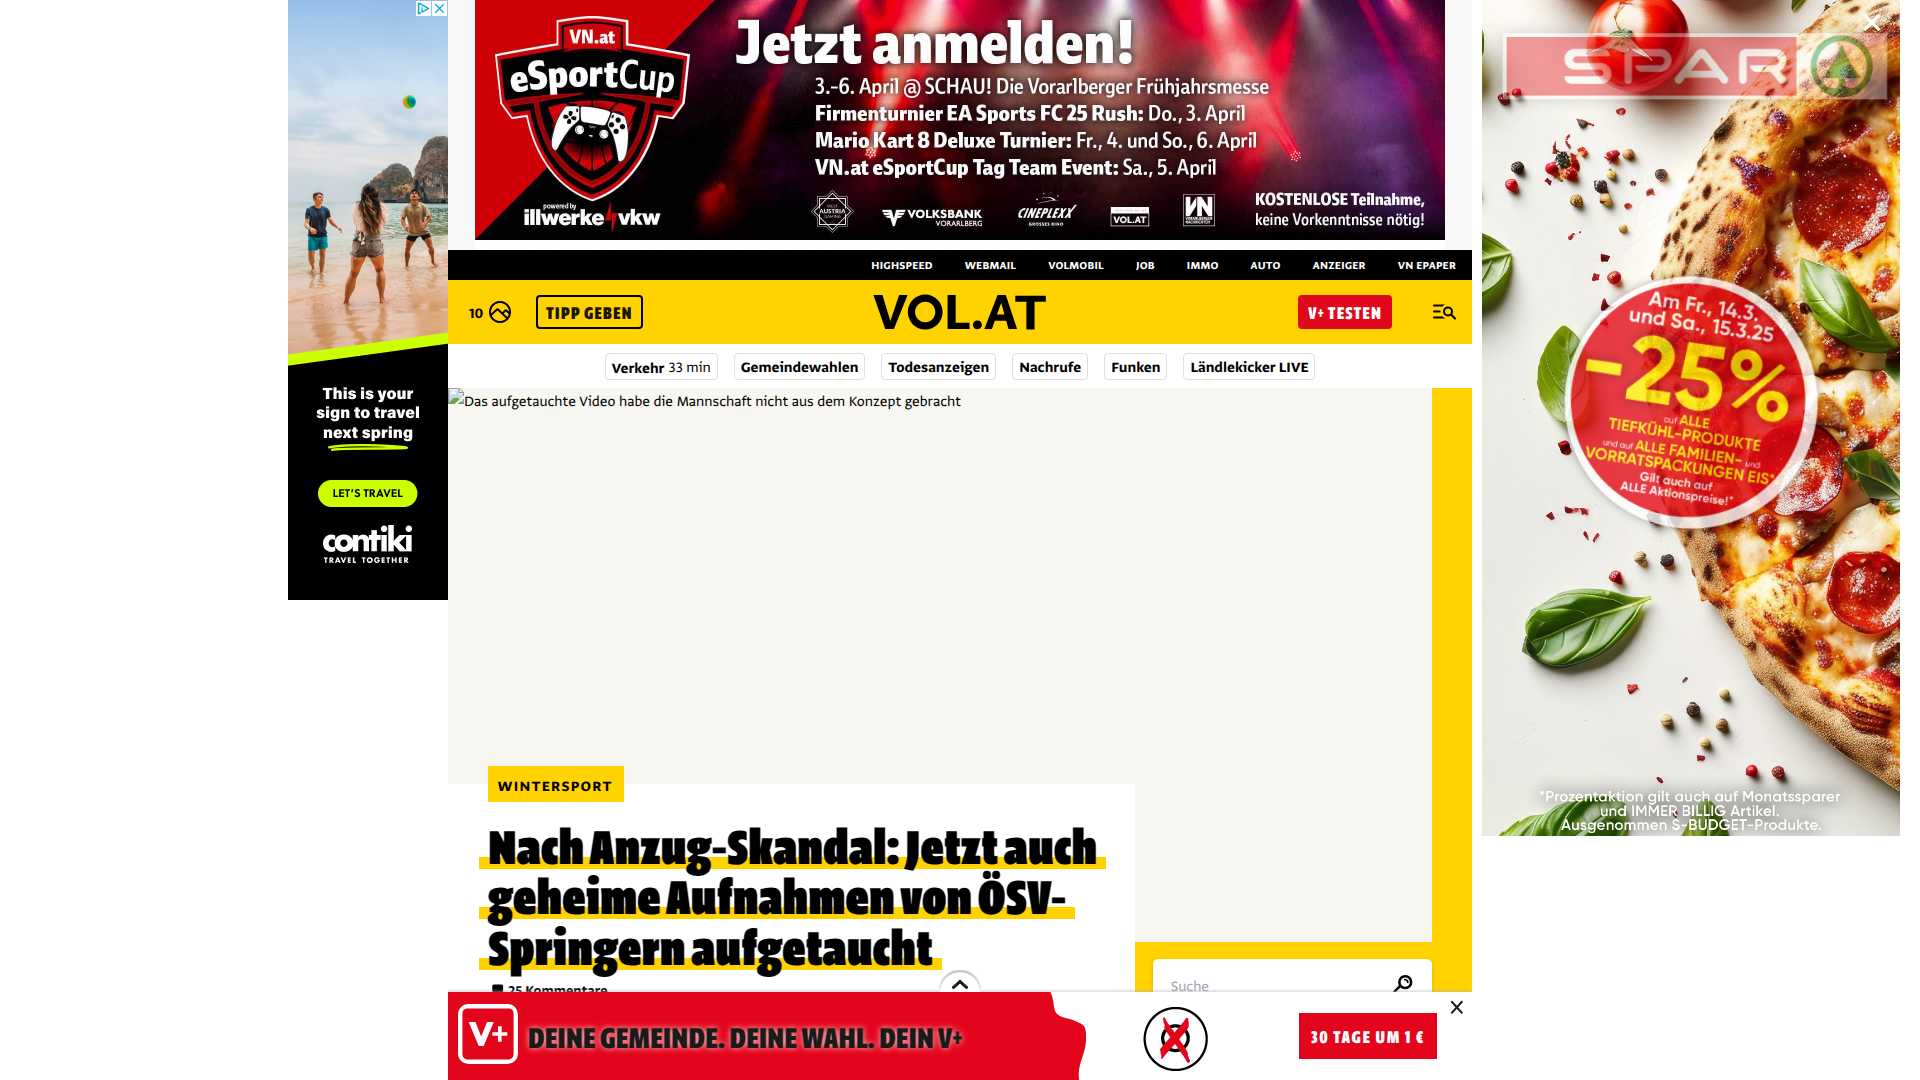 VN.at
eSportCup
powered by
illwerke vkw
Jetzt anmelden!
3.-6. April @ SCHAU! Die Vorarlberger Frühjahrsmesse
Firmenturnier EA Sports FC 25 Rush: Do., 3. April
Mario Kart 8 Deluxe Turnier: Fr., 4. und So., 6. April
VN.at eSportCup Tag Team Event: Sa., 5. April
AUSTRIA
VOLKSBANK
VORARLBERG
CINEPLEXX
VOL.AT
VN
KOSTENLOSE Teilnahme,
keine Vorkenntnisse nötig!
HIGHSPEED WEBMAIL VOLMOBIL JOB IMMO AUTO ANZEIGER VN EPAPER
10 TIPP GEBEN VOL.AT V+ TESTEN
Verkehr 33 min Gemeindewahlen Todesanzeigen Nachrufe Funken Ländlekicker LIVE
Das aufgetauchte Video habe die Mannschaft nicht aus dem Konzept gebracht
This is your
sign to travel
next spring
LET'S TRAVEL
contiki
TRAVEL TOGETHER
SPAR
Am Fr., 14.3.
und Sa., 15.3.25
-25%
auf ALLE
TIEFKÜHL-PRODUKTE
und auf ALLE FAMILIEN- und
VORRATSPACKUNGEN EIS*
Gilt auch auf
ALLE Aktionspreise!*
*Prozentaktion gilt auch auf Monatssparer
und IMMER BILLIG Artikel.
Ausgenommen S-BUDGET-Produkte.
WINTERSPORT
Nach Anzug-Skandal: Jetzt auch
geheime Aufnahmen von ÖSV-
Springern aufgetaucht
25 Kommentare
Suche
V+ DEINE GEMEINDE. DEINE WAHL. DEIN V+
30 TAGE UM 1 €